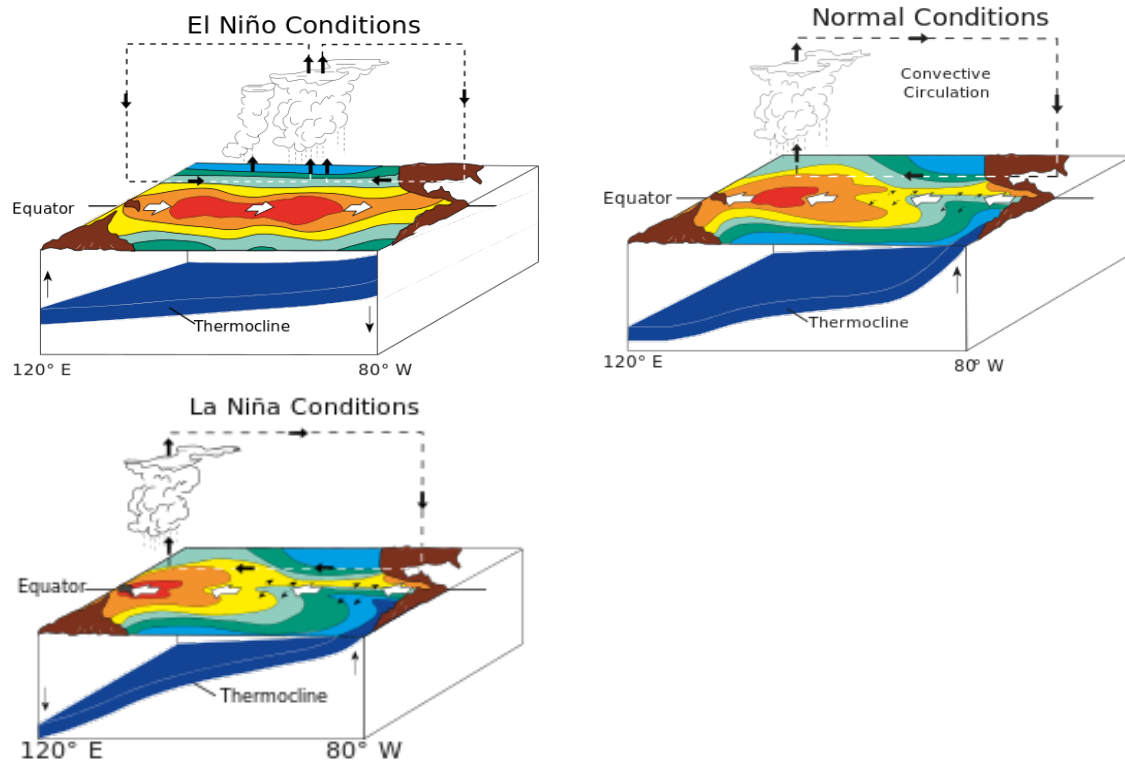 El Niño Conditions
Equator
Thermocline
120° E
80° W
Normal Conditions
Convective
Circulation
Equator
Thermocline
120° E
80° W
La Niña Conditions
Equator
Thermocline
120° E
80° W